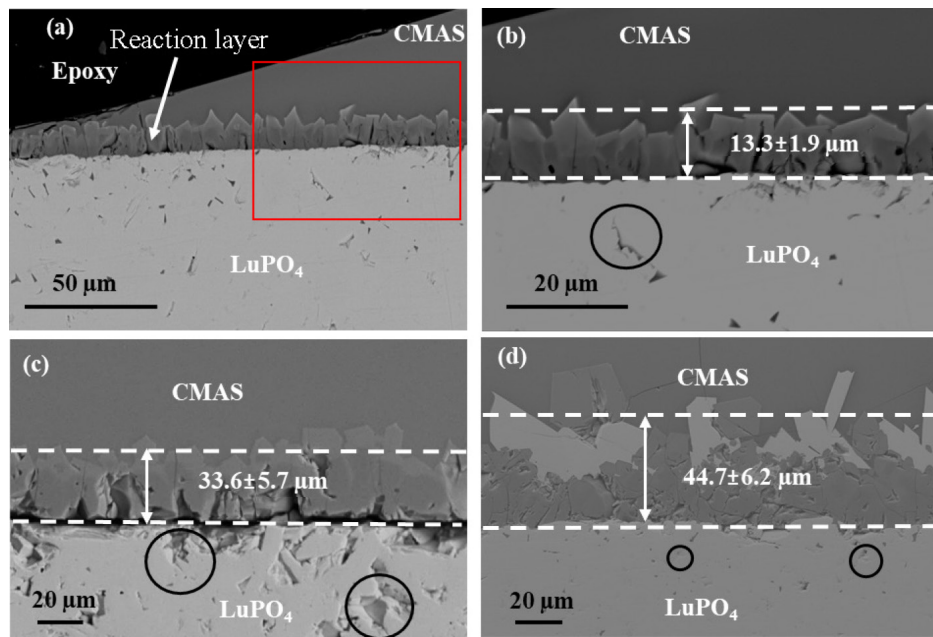 (a)
Reaction layer
CMAS
Epoxy
LuPO₄
50 μm
(b)
CMAS
13.3±1.9 μm
LuPO₄
20 μm
(c)
CMAS
33.6±5.7 μm
LuPO₄
20 μm
(d)
CMAS
44.7±6.2 μm
LuPO₄
20 μm